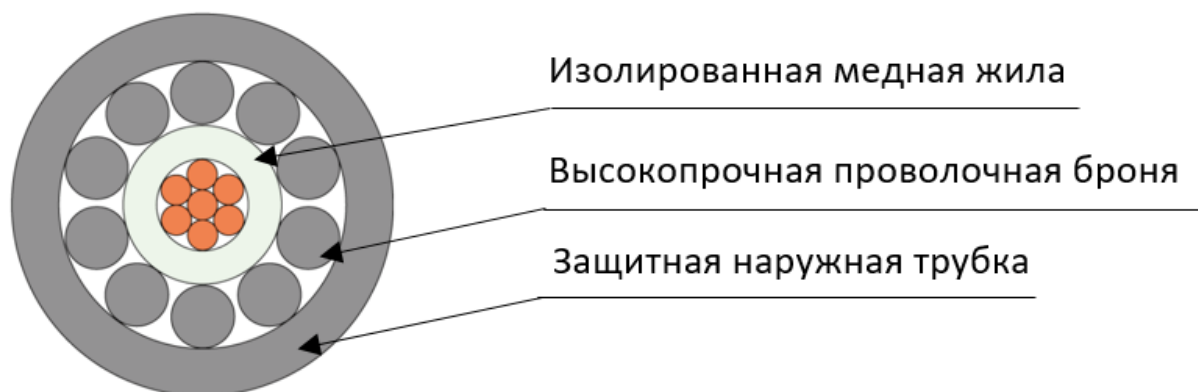 Изолированная медная жила
Высокопрочная проволочная броня
Защитная наружная трубка